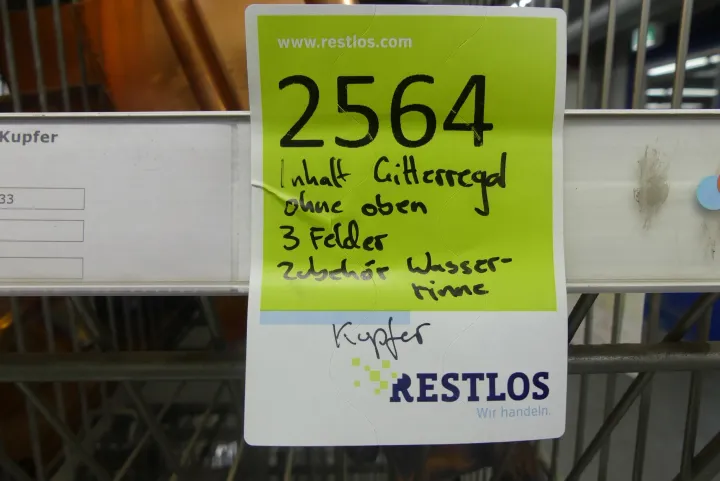 www.restlos.com
2564
Inhalt Gitterregal
ohne oben
3 Felder
Zubehör Wasser-
rinne
Kupfer
RESTLOS
Wir handeln.
Kupfer
33